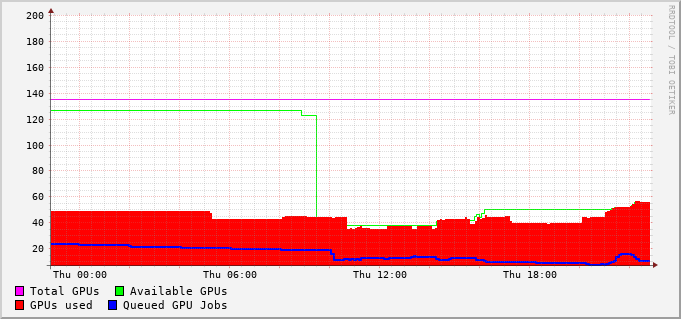 200
180
160
140
120
100
80
60
40
20
Thu 00:00 Thu 06:00 Thu 12:00 Thu 18:00
Total GPUs Available GPUs
GPUs used Queued GPU Jobs
RRDTOOL / TOBI OETIKER